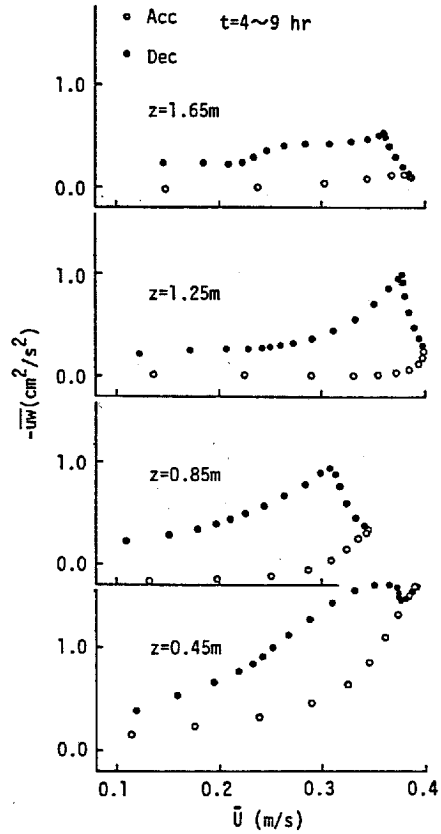 o Acc t=4~9 hr
• Dec
1.0
z=1.65m
0.0
1.0
z=1.25m
0.0
-u̅w̅(cm²/s²)
1.0
z=0.85m
0.0
1.0
z=0.45m
0.0
0.1 0.2 0.3 0.4
Ū (m/s)